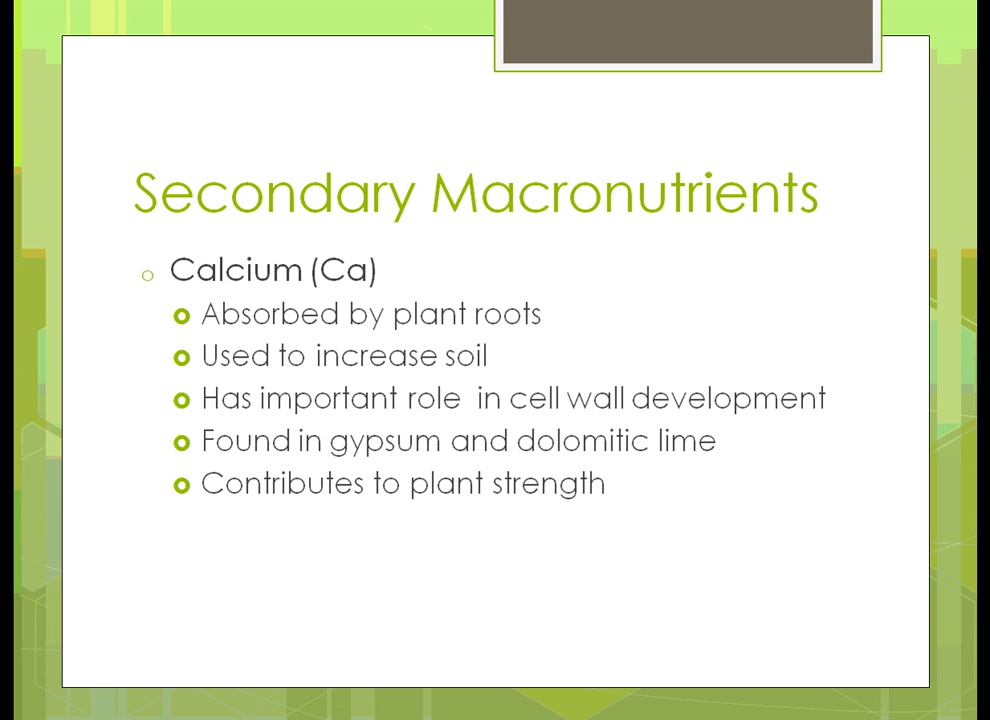 Secondary Macronutrients
Calcium (Ca)
Absorbed by plant roots
Used to increase soil
Has important role  in cell wall development
Found in gypsum and dolomitic lime
Contributes to plant strength